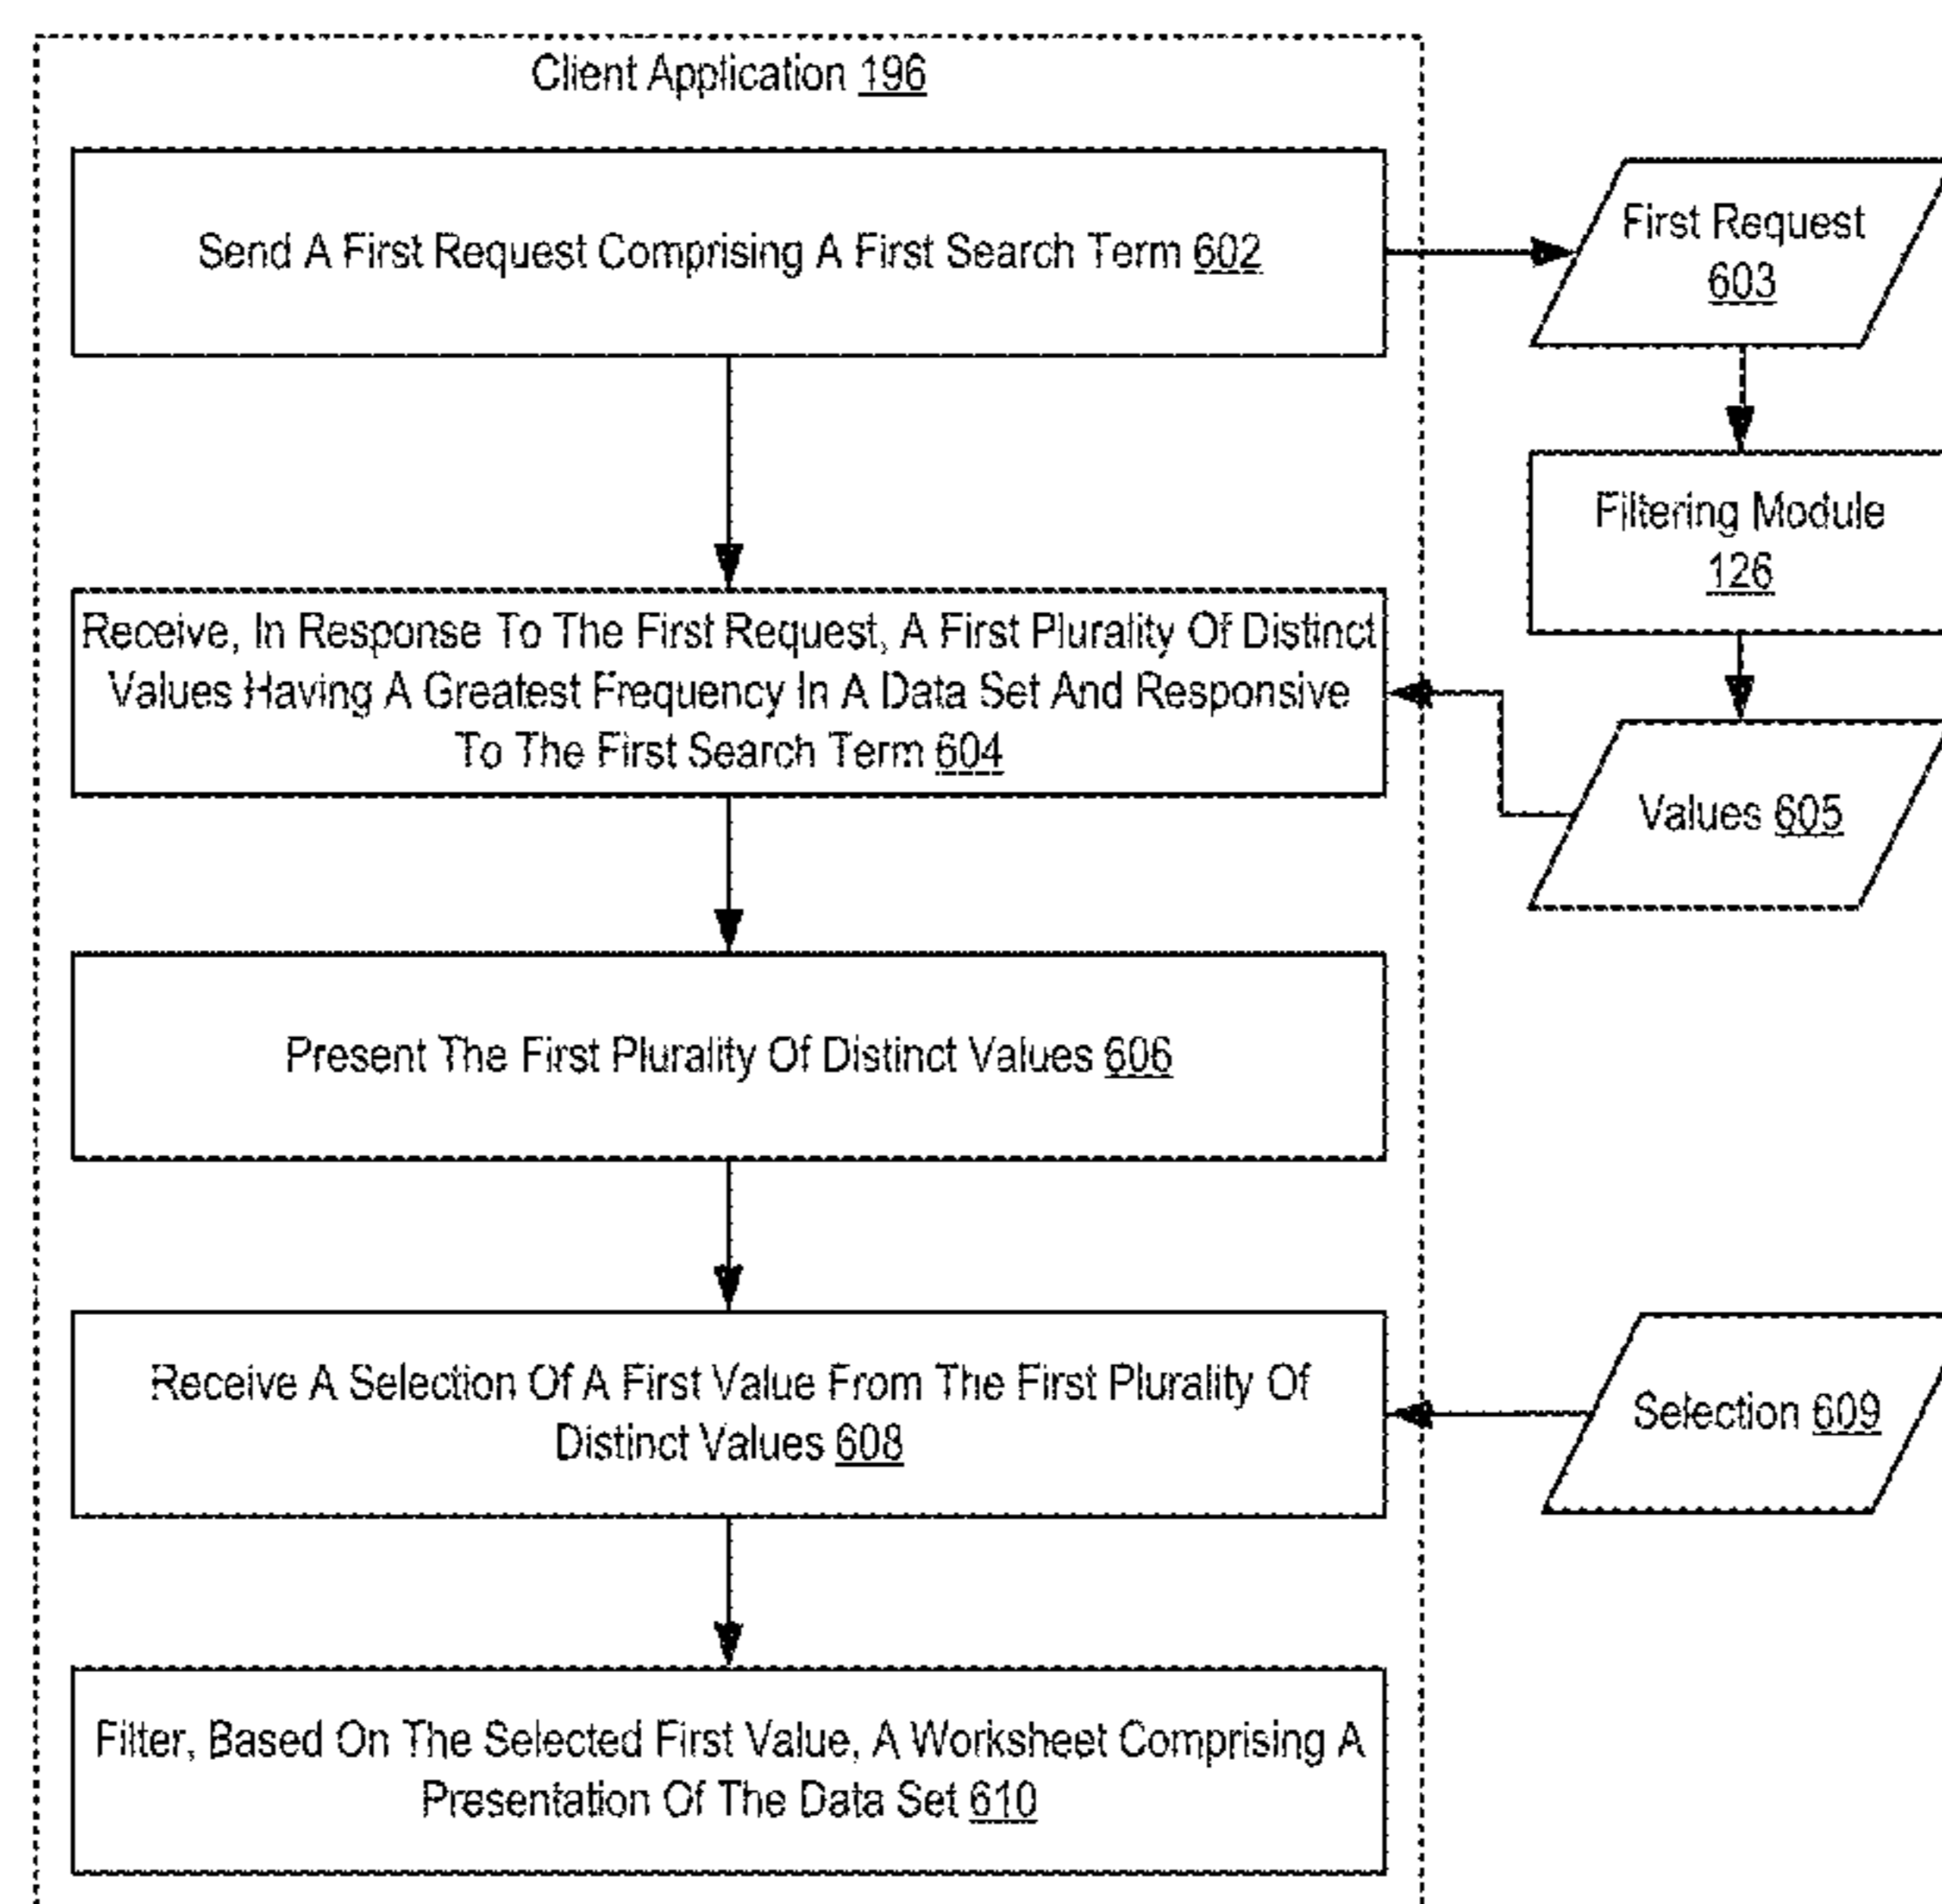 Client Application 196
Send A First Request Comprising A First Search Term 602
First Request
603
Filtering Module
126
Receive, In Response To The First Request, A First Plurality Of Distinct
Values Having A Greatest Frequency In A Data Set And Responsive
To The First Search Term 604
Values 605
Present The First Plurality Of Distinct Values 606
Receive A Selection Of A First Value From The First Plurality Of
Distinct Values 608
Selection 609
Filter, Based On The Selected First Value, A Worksheet Comprising A
Presentation Of The Data Set 610